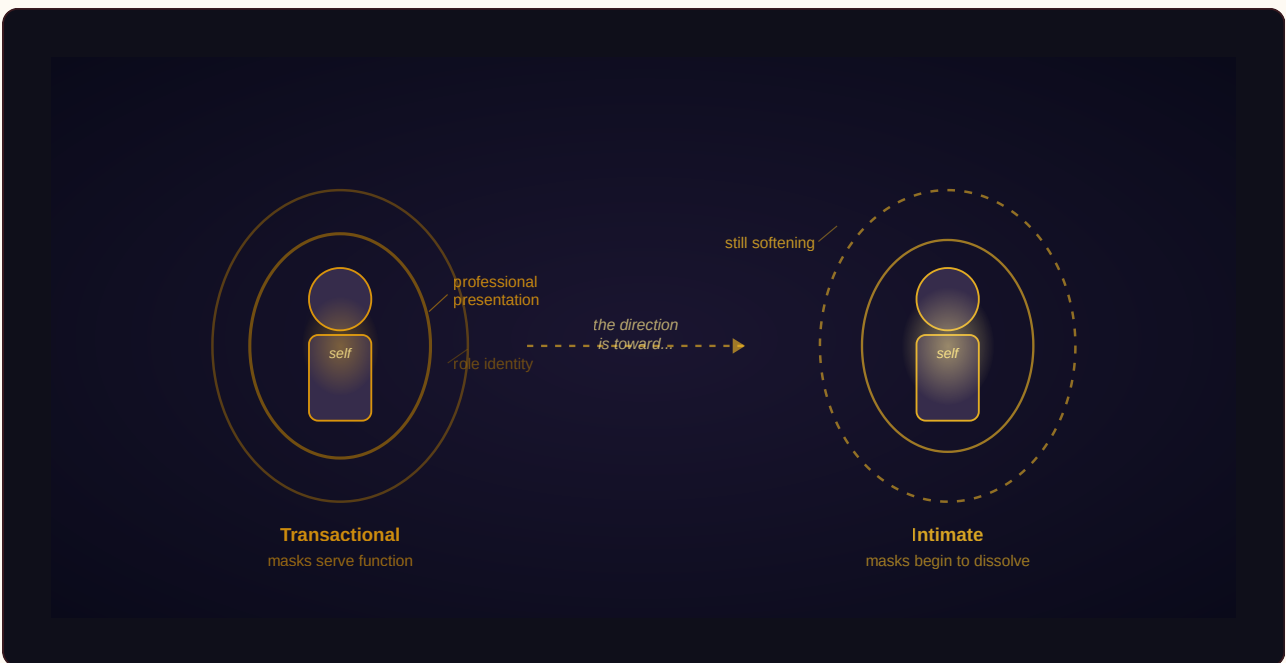 still softening
professional
presentation
the direction
is toward...
self
self
role identity
Transactional
Intimate
masks serve function
masks begin to dissolve